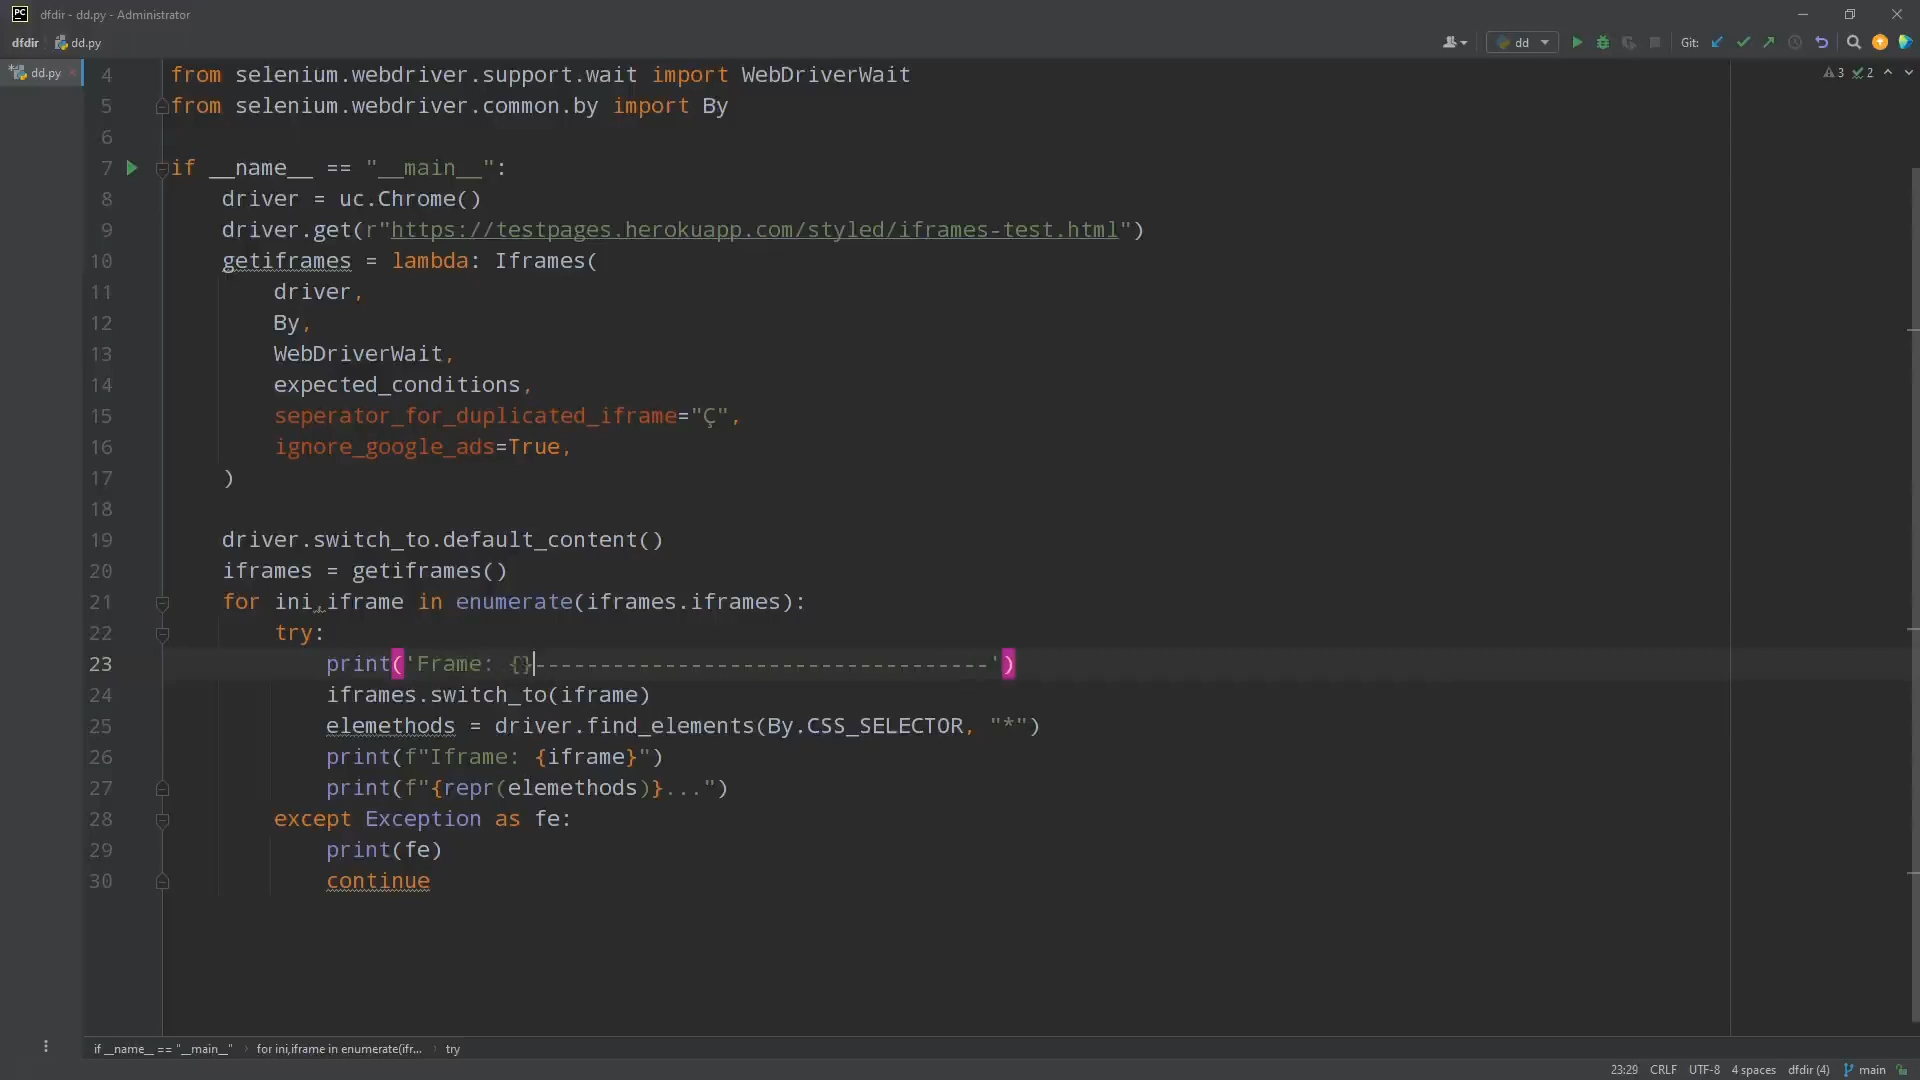 PC dfdir - dd.py - Administrator
dfdir dd.py dd Git:
dd.py 3 2
4 from selenium.webdriver.support.wait import WebDriverWait
5 from selenium.webdriver.common.by import By
6
7 if __name__ == "__main__":
8 driver = uc.Chrome()
9 driver.get(r"https://testpages.herokuapp.com/styled/iframes-test.html")
10 getiframes = lambda: Iframes(
11 driver,
12 By,
13 WebDriverWait,
14 expected_conditions,
15 seperator_for_duplicated_iframe="Ç",
16 ignore_google_ads=True,
17 )
18
19 driver.switch_to.default_content()
20 iframes = getiframes()
21 for ini,iframe in enumerate(iframes.iframes):
22 try:
23 print('Frame: {}-----------------------------------')
24 iframes.switch_to(iframe)
25 elemethods = driver.find_elements(By.CSS_SELECTOR, "*")
26 print(f"Iframe: {iframe}")
27 print(f"{repr(elemethods)}...")
28 except Exception as fe:
29 print(fe)
30 continue
if __name__ == "__main__" for ini,iframe in enumerate(ifr... try
23:29 CRLF UTF-8 4 spaces dfdir (4) main